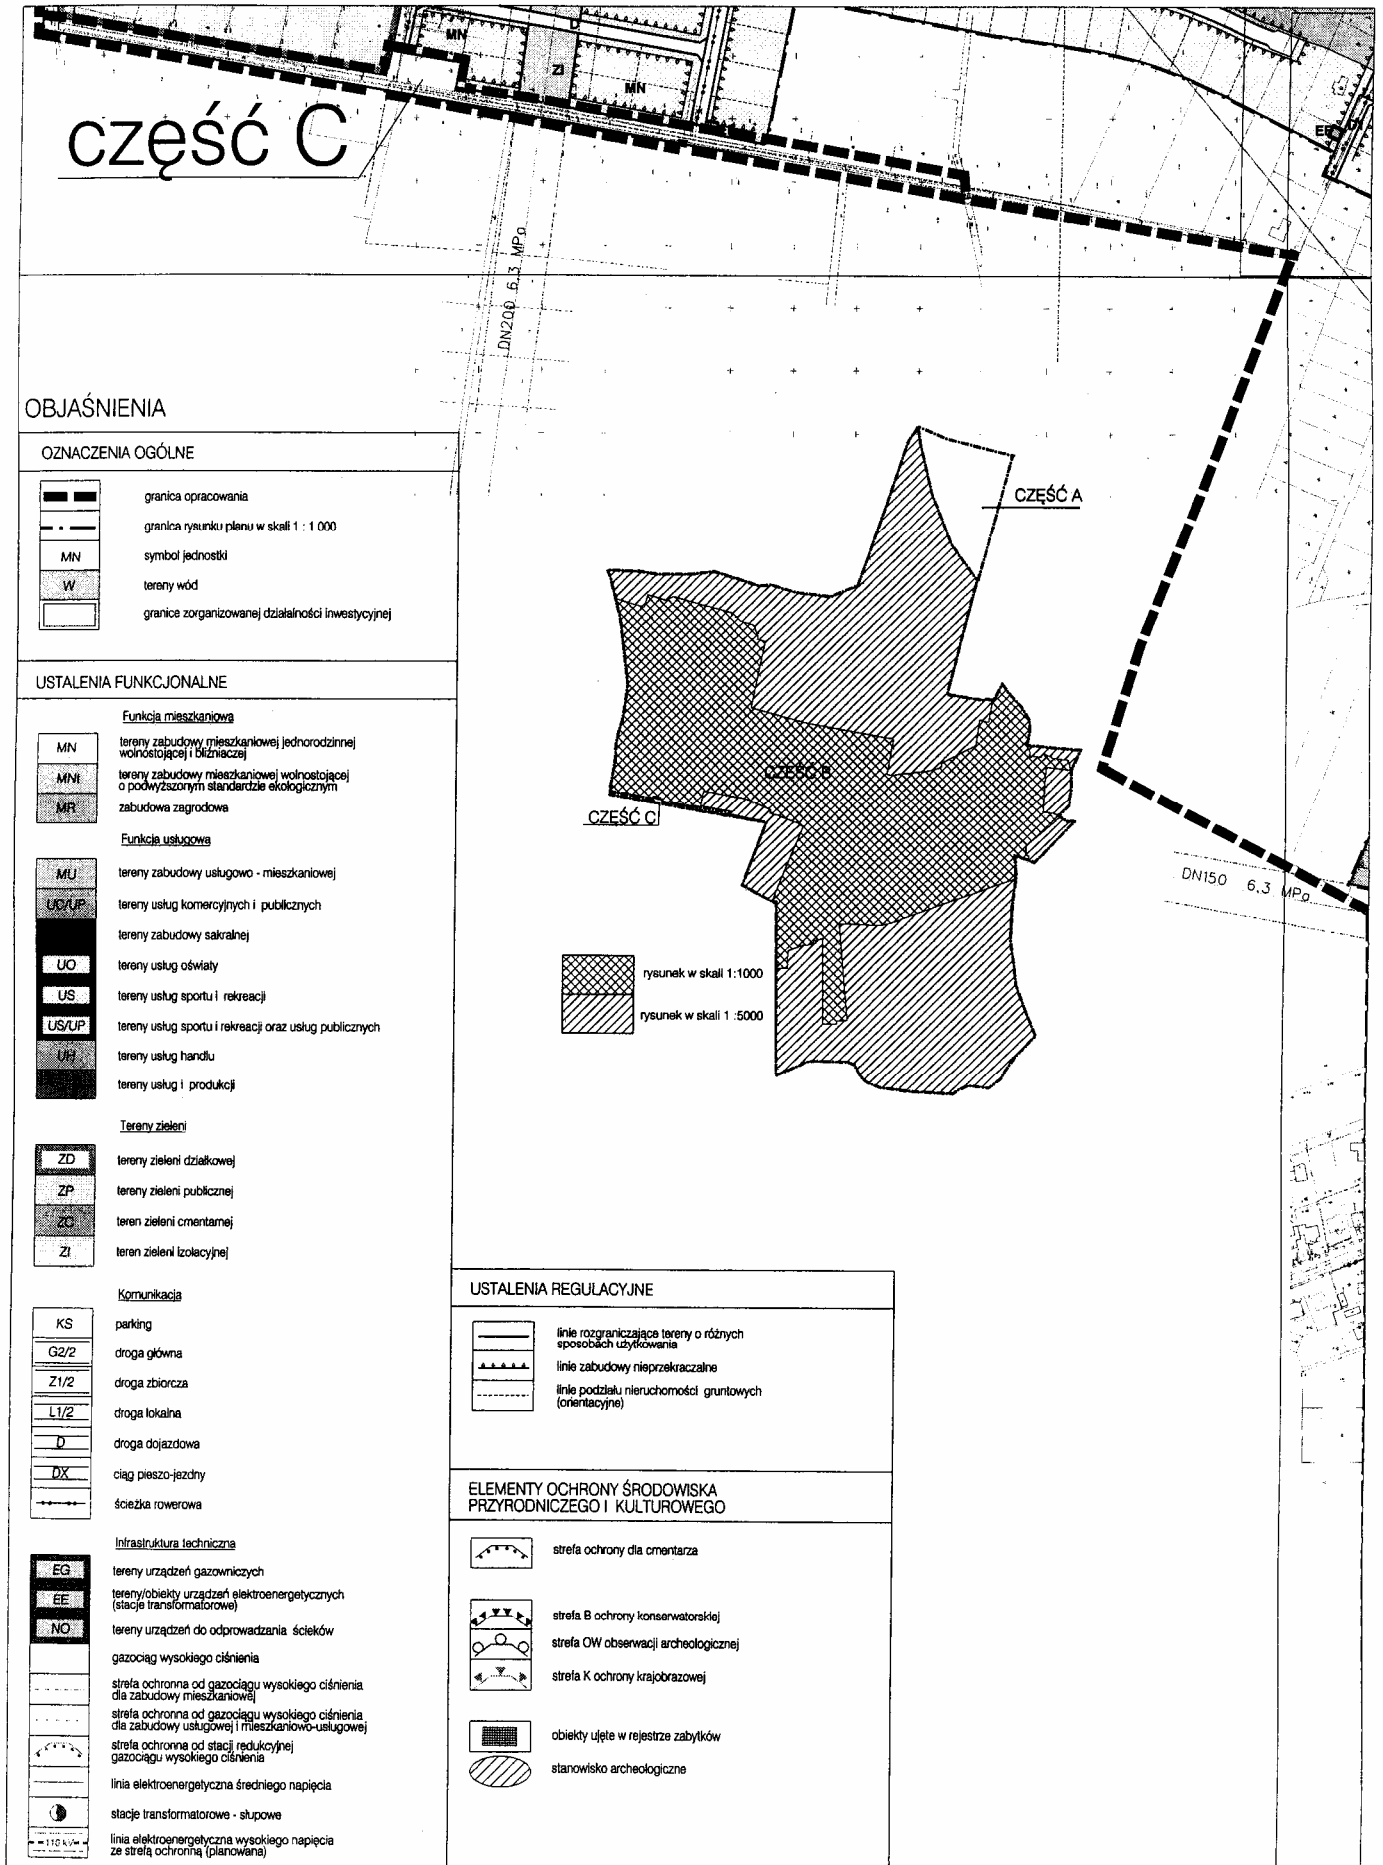 MN
D
ZI
MN
EE
część C
DN200 6,3 MPa
OBJAŚNIENIA
OZNACZENIA OGÓLNE
granica opracowania
granica rysunku planu w skali 1 : 1 000
MN symbol jednostki
W tereny wód
granice zorganizowanej działalności inwestycyjnej
CZĘŚĆ A
CZĘŚĆ B
CZĘŚĆ C
DN150 6,3 MPa
rysunek w skali 1:1000
rysunek w skali 1 :5000
USTALENIA FUNKCJONALNE
Funkcja mieszkaniowa
MN tereny zabudowy mieszkaniowej jednorodzinnej
wolnostojącej i bliźniaczej
MNI tereny zabudowy mieszkaniowej wolnostojącej
o podwyższonym standardzie ekologicznym
MR zabudowa zagrodowa
Funkcja usługowa
MU tereny zabudowy usługowo - mieszkaniowej
UC/UP tereny usług komercyjnych i publicznych
tereny zabudowy sakralnej
UO tereny usług oświaty
US tereny usług sportu i rekreacji
US/UP tereny usług sportu i rekreacji oraz usług publicznych
UH tereny usług handlu
tereny usług i produkcji
Tereny zieleni
ZD tereny zieleni działkowej
ZP tereny zieleni publicznej
ZC teren zieleni cmentarnej
ZI teren zieleni izolacyjnej
Komunikacja
KS parking
G2/2 droga główna
Z1/2 droga zbiorcza
L1/2 droga lokalna
D droga dojazdowa
DX ciąg pieszo-jezdny
ścieżka rowerowa
Infrastruktura techniczna
EG tereny urządzeń gazowniczych
EE tereny/obiekty urządzeń elektroenergetycznych
(stacje transformatorowe)
NO tereny urządzeń do odprowadzania ścieków
gazociąg wysokiego ciśnienia
strefa ochronna od gazociągu wysokiego ciśnienia
dla zabudowy mieszkaniowej
strefa ochronna od gazociągu wysokiego ciśnienia
dla zabudowy usługowej i mieszkaniowo-usługowej
strefa ochronna od stacji redukcyjnej
gazociągu wysokiego ciśnienia
linia elektroenergetyczna średniego napięcia
stacje transformatorowe - słupowe
110 kV linia elektroenergetyczna wysokiego napięcia
ze strefą ochronną (planowana)
USTALENIA REGULACYJNE
linie rozgraniczające tereny o różnych
sposobach użytkowania
linie zabudowy nieprzekraczalne
linie podziału nieruchomości gruntowych
(orientacyjne)
ELEMENTY OCHRONY ŚRODOWISKA
PRZYRODNICZEGO I KULTUROWEGO
strefa ochrony dla cmentarza
strefa B ochrony konserwatorskiej
strefa OW obserwacji archeologicznej
strefa K ochrony krajobrazowej
obiekty ujęte w rejestrze zabytków
stanowisko archeologiczne